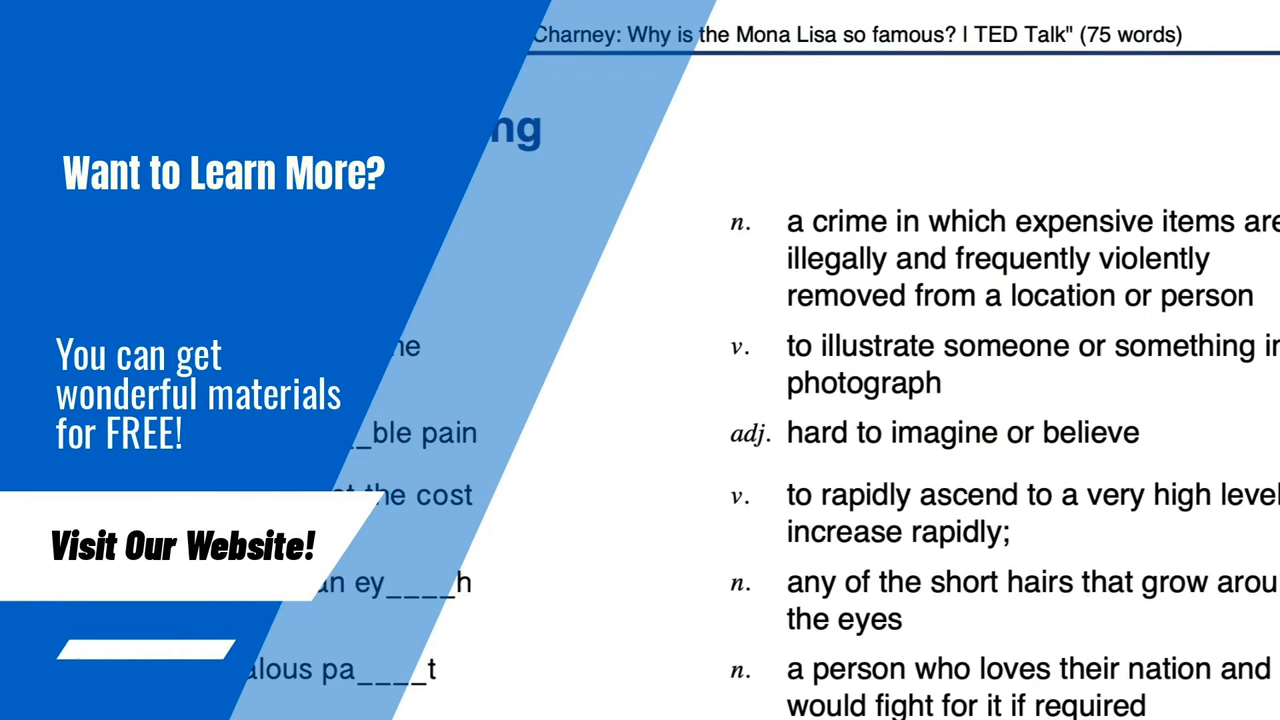 Charney: Why is the Mona Lisa so famous? | TED Talk" (75 words)
ng
Want to Learn More?
You can get
wonderful materials
for FREE!
Visit Our Website!
n. a crime in which expensive items are
illegally and frequently violently
removed from a location or person
he v. to illustrate someone or something in
photograph
_ble pain adj. hard to imagine or believe
the cost v. to rapidly ascend to a very high level
increase rapidly;
an ey____h n. any of the short hairs that grow arou
the eyes
alous pa____t n. a person who loves their nation and
would fight for it if required